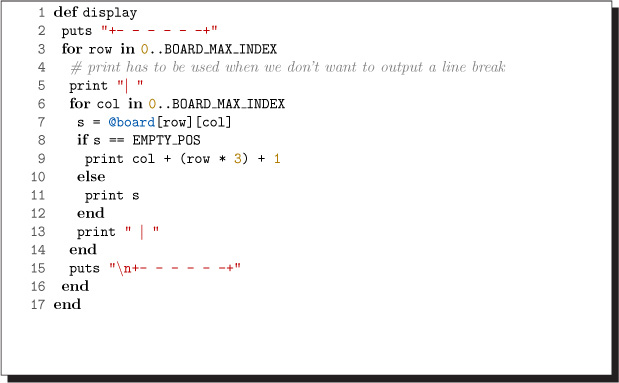 1 def display
2 puts "+- - - - - -+"
3 for row in 0..BOARD_MAX_INDEX
4 # print has to be used when we don't want to output a line break
5 print "| "
6 for col in 0..BOARD_MAX_INDEX
7 s = @board[row][col]
8 if s == EMPTY_POS
9 print col + (row * 3) + 1
10 else
11 print s
12 end
13 print " | "
14 end
15 puts "\n+- - - - - -+"
16 end
17 end